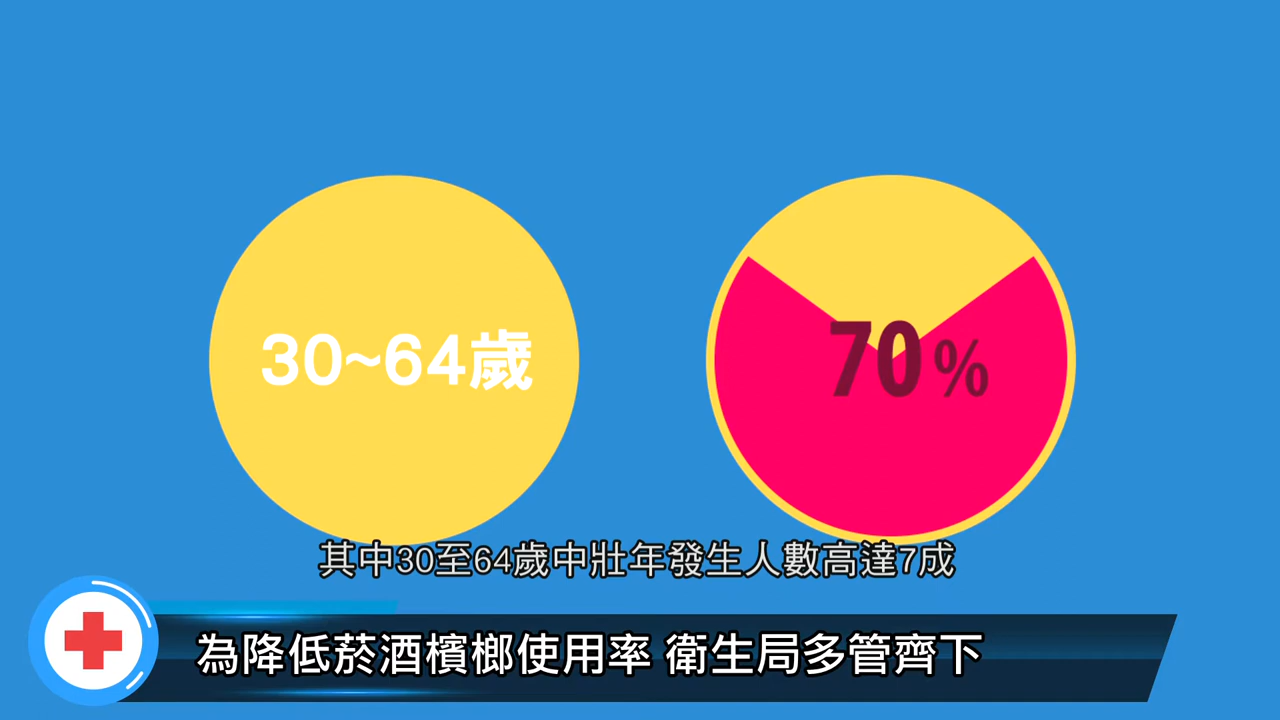 30~64歲
70%
其中30至64歲中壯年發生人數高達7成
為降低菸酒檳榔使用率 衛生局多管齊下